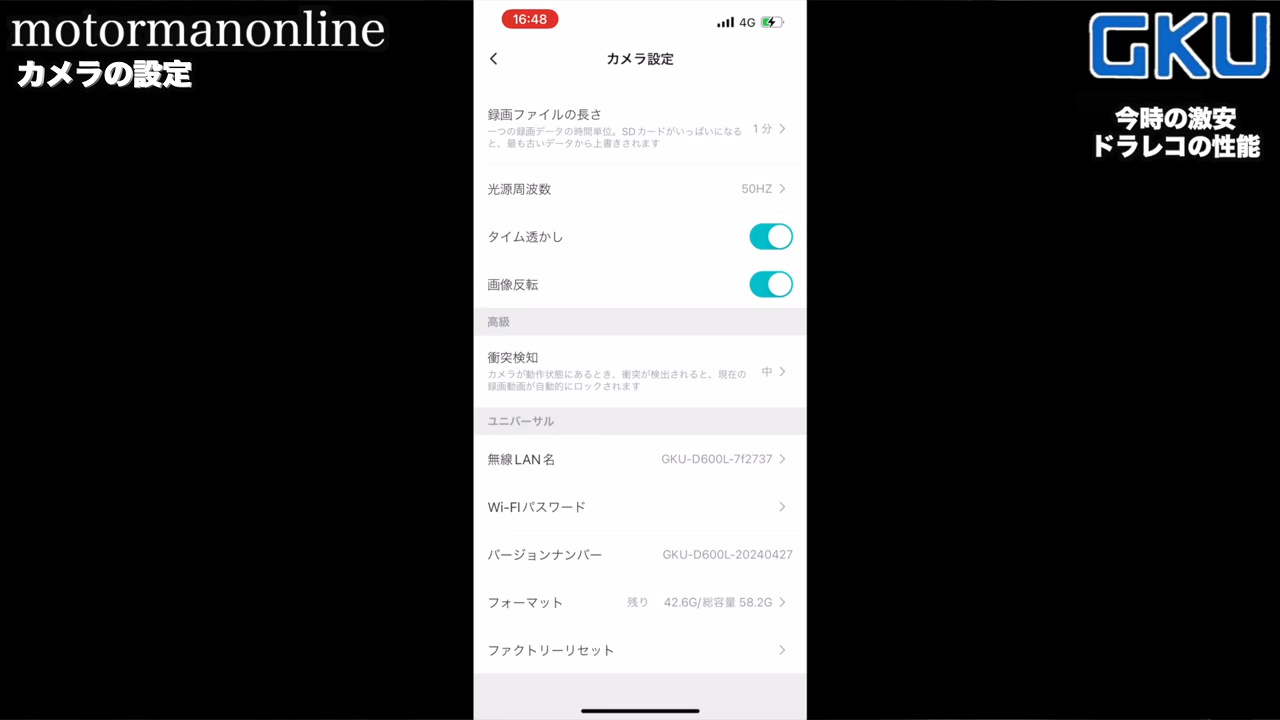 motormanonline
カメラの設定
GKU
今時の激安
ドラレコの性能
16:48
4G
カメラ設定
録画ファイルの長さ
一つの録画データの時間単位。SDカードがいっぱいになる
と、最も古いデータから上書きされます
1分
光源周波数 50HZ
タイム透かし
画像反転
高級
衝突検知
カメラが動作状態にあるとき、衝突が検出されると、現在の
録画動画が自動的にロックされます
中
ユニバーサル
無線LAN名 GKU-D600L-7f2737
Wi-FIパスワード
バージョンナンバー GKU-D600L-20240427
フォーマット 残り 42.6G/総容量 58.2G
ファクトリーリセット